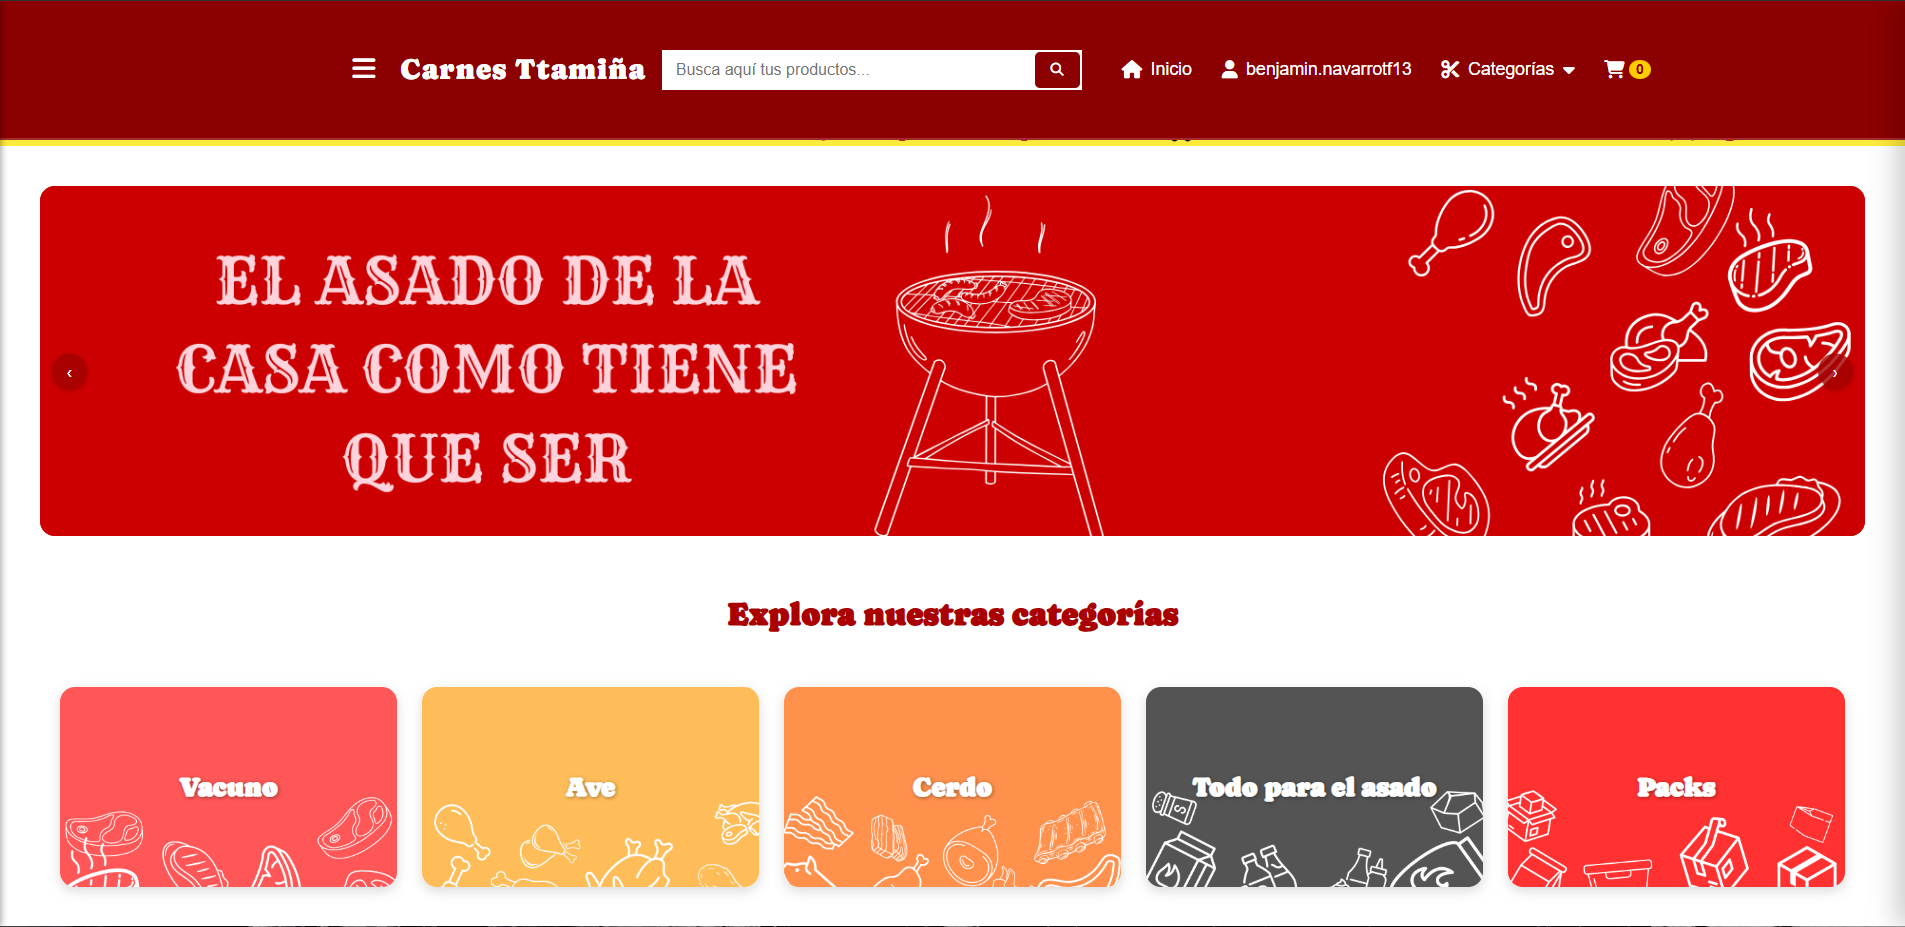 Carnes Ttamiña
Busca aquí tus productos...
Inicio
benjamin.navarrotf13
Categorías
0
EL ASADO DE LA
CASA COMO TIENE
QUE SER
Explora nuestras categorías
Vacuno
Ave
Cerdo
Todo para el asado
Packs